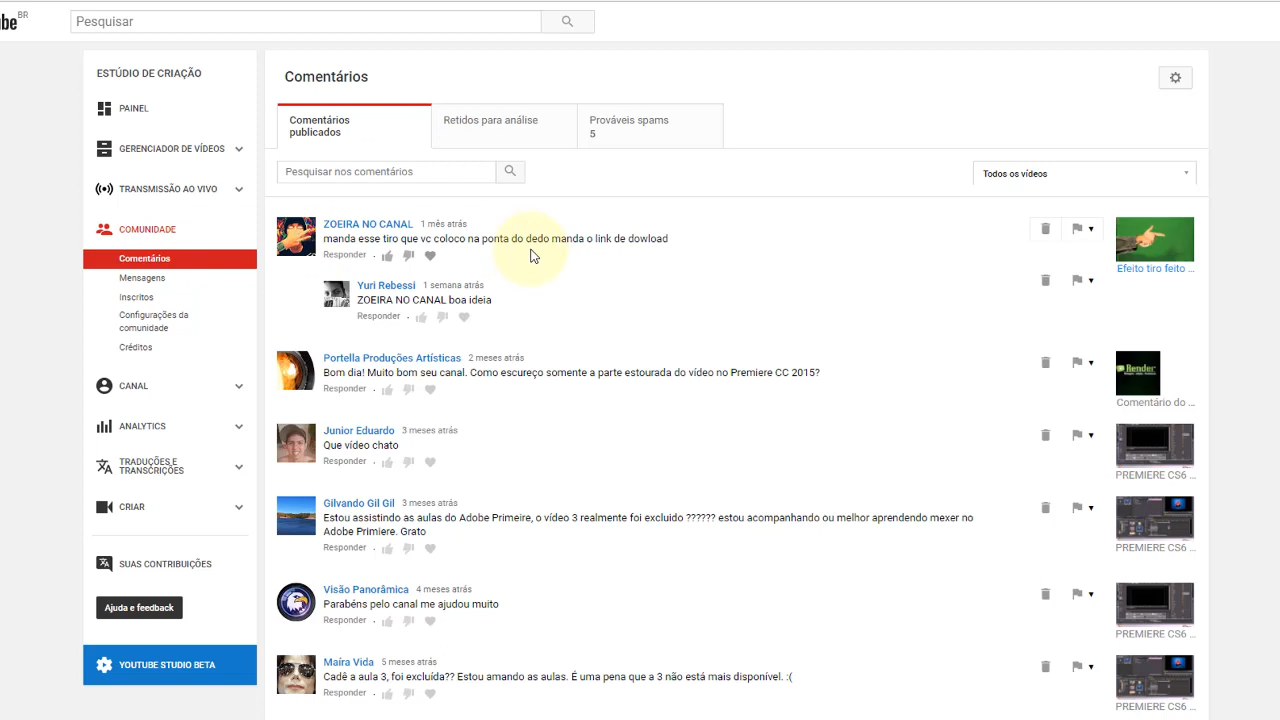 be BR
Pesquisar
ESTÚDIO DE CRIAÇÃO
PAINEL
GERENCIADOR DE VÍDEOS
TRANSMISSÃO AO VIVO
COMUNIDADE
Comentários
Mensagens
Inscritos
Configurações da
comunidade
Créditos
CANAL
ANALYTICS
TRADUÇÕES E
TRANSCRIÇÕES
CRIAR
SUAS CONTRIBUIÇÕES
Ajuda e feedback
YOUTUBE STUDIO BETA
Comentários
Comentários
publicados
Retidos para análise
Prováveis spams
5
Pesquisar nos comentários
Todos os vídeos
ZOEIRA NO CANAL 1 mês atrás
manda esse tiro que vc coloco na ponta do dedo manda o link de dowload
Responder
Efeito tiro feito ...
Yuri Rebessi 1 semana atrás
ZOEIRA NO CANAL boa ideia
Responder
Portella Produções Artísticas 2 meses atrás
Bom dia! Muito bom seu canal. Como escureço somente a parte estourada do vídeo no Premiere CC 2015?
Responder
Render
Comentário do ...
Junior Eduardo 3 meses atrás
Que vídeo chato
Responder
PREMIERE CS6 ...
Gilvando Gil Gil 3 meses atrás
Estou assistindo as aulas do Adobe Primeire, o vídeo 3 realmente foi excluido ?????? estou acompanhando ou melhor aprendendo mexer no
Adobe Primiere. Grato
Responder
PREMIERE CS6 ...
Visão Panorâmica 4 meses atrás
Parabéns pelo canal me ajudou muito
Responder
PREMIERE CS6 ...
Maíra Vida 5 meses atrás
Cadê a aula 3, foi excluída?? Estou amando as aulas. É uma pena que a 3 não está mais disponível. :(
Responder
PREMIERE CS6 ...